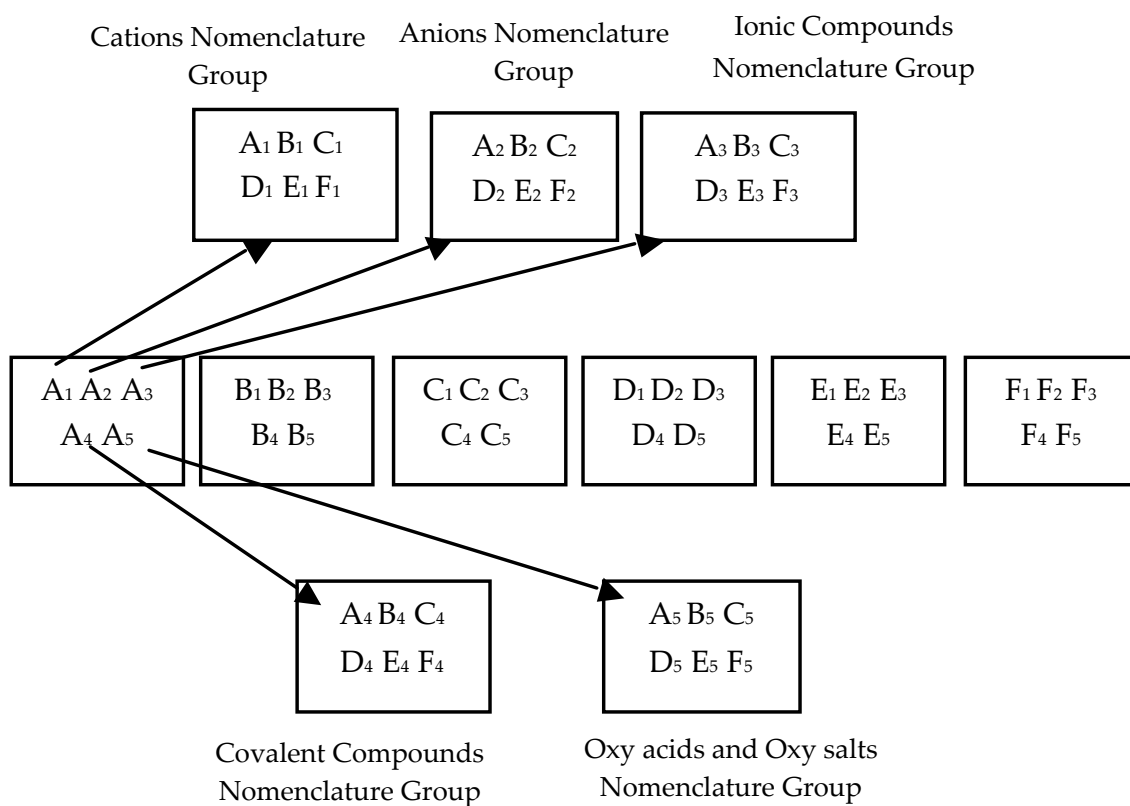 Cations Nomenclature
Group
Anions Nomenclature
Group
Ionic Compounds
Nomenclature Group
A₁ B₁ C₁
D₁ E₁ F₁
A₂ B₂ C₂
D₂ E₂ F₂
A₃ B₃ C₃
D₃ E₃ F₃
A₁ A₂ A₃
A₄ A₅
B₁ B₂ B₃
B₄ B₅
C₁ C₂ C₃
C₄ C₅
D₁ D₂ D₃
D₄ D₅
E₁ E₂ E₃
E₄ E₅
F₁ F₂ F₃
F₄ F₅
A₄ B₄ C₄
D₄ E₄ F₄
A₅ B₅ C₅
D₅ E₅ F₅
Covalent Compounds
Nomenclature Group
Oxy acids and Oxy salts
Nomenclature Group